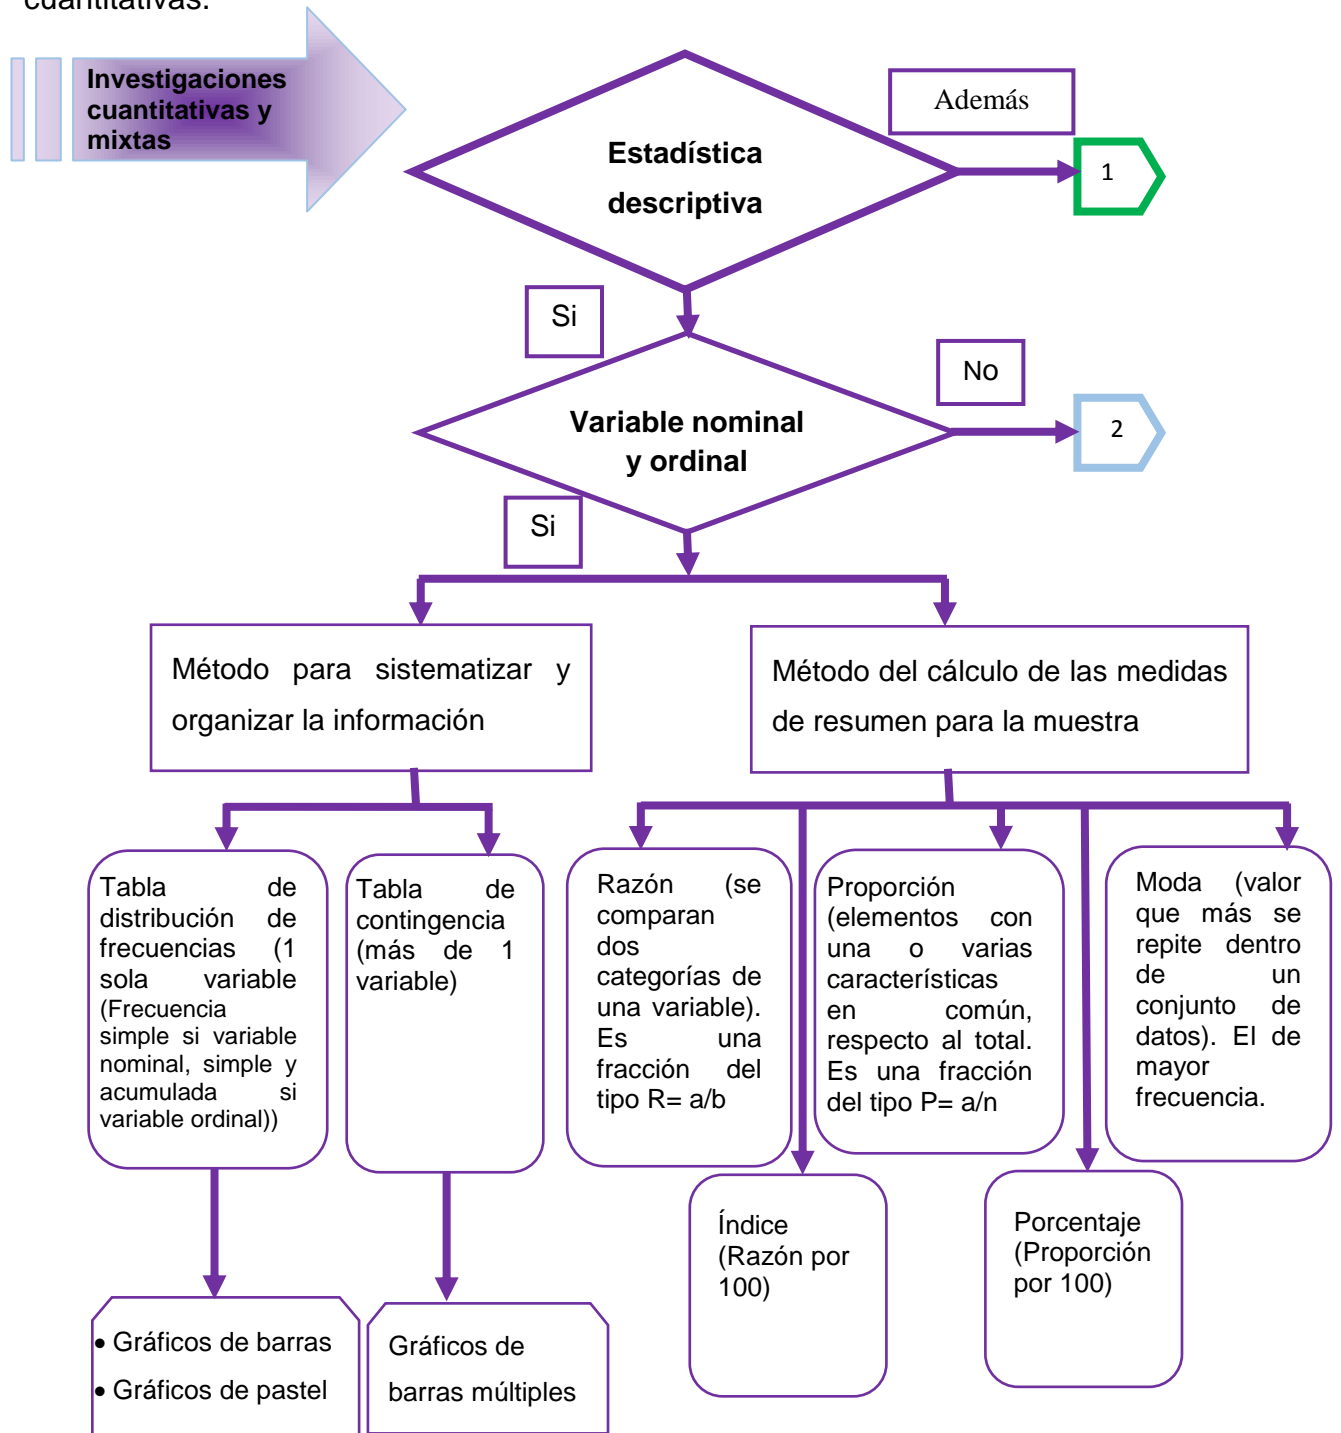 cuantitativas.
Investigaciones
cuantitativas y
mixtas
Además
Estadística
descriptiva
1
Si
No
Variable nominal
y ordinal
2
Si
Método para sistematizar y
organizar la información
Método del cálculo de las medidas
de resumen para la muestra
Tabla de
distribución de
frecuencias (1
sola variable
(Frecuencia
simple si variable
nominal, simple y
acumulada si
variable ordinal))
Tabla de
contingencia
(más de 1
variable)
Razón (se
comparan
dos
categorías de
una variable).
Es una
fracción del
tipo R= a/b
Proporción
(elementos con
una o varias
características
en común,
respecto al total.
Es una fracción
del tipo P= a/n
Moda (valor
que más se
repite dentro
de un
conjunto de
datos). El de
mayor
frecuencia.
Índice
(Razón por
100)
Porcentaje
(Proporción
por 100)
• Gráficos de barras
• Gráficos de pastel
Gráficos de
barras múltiples